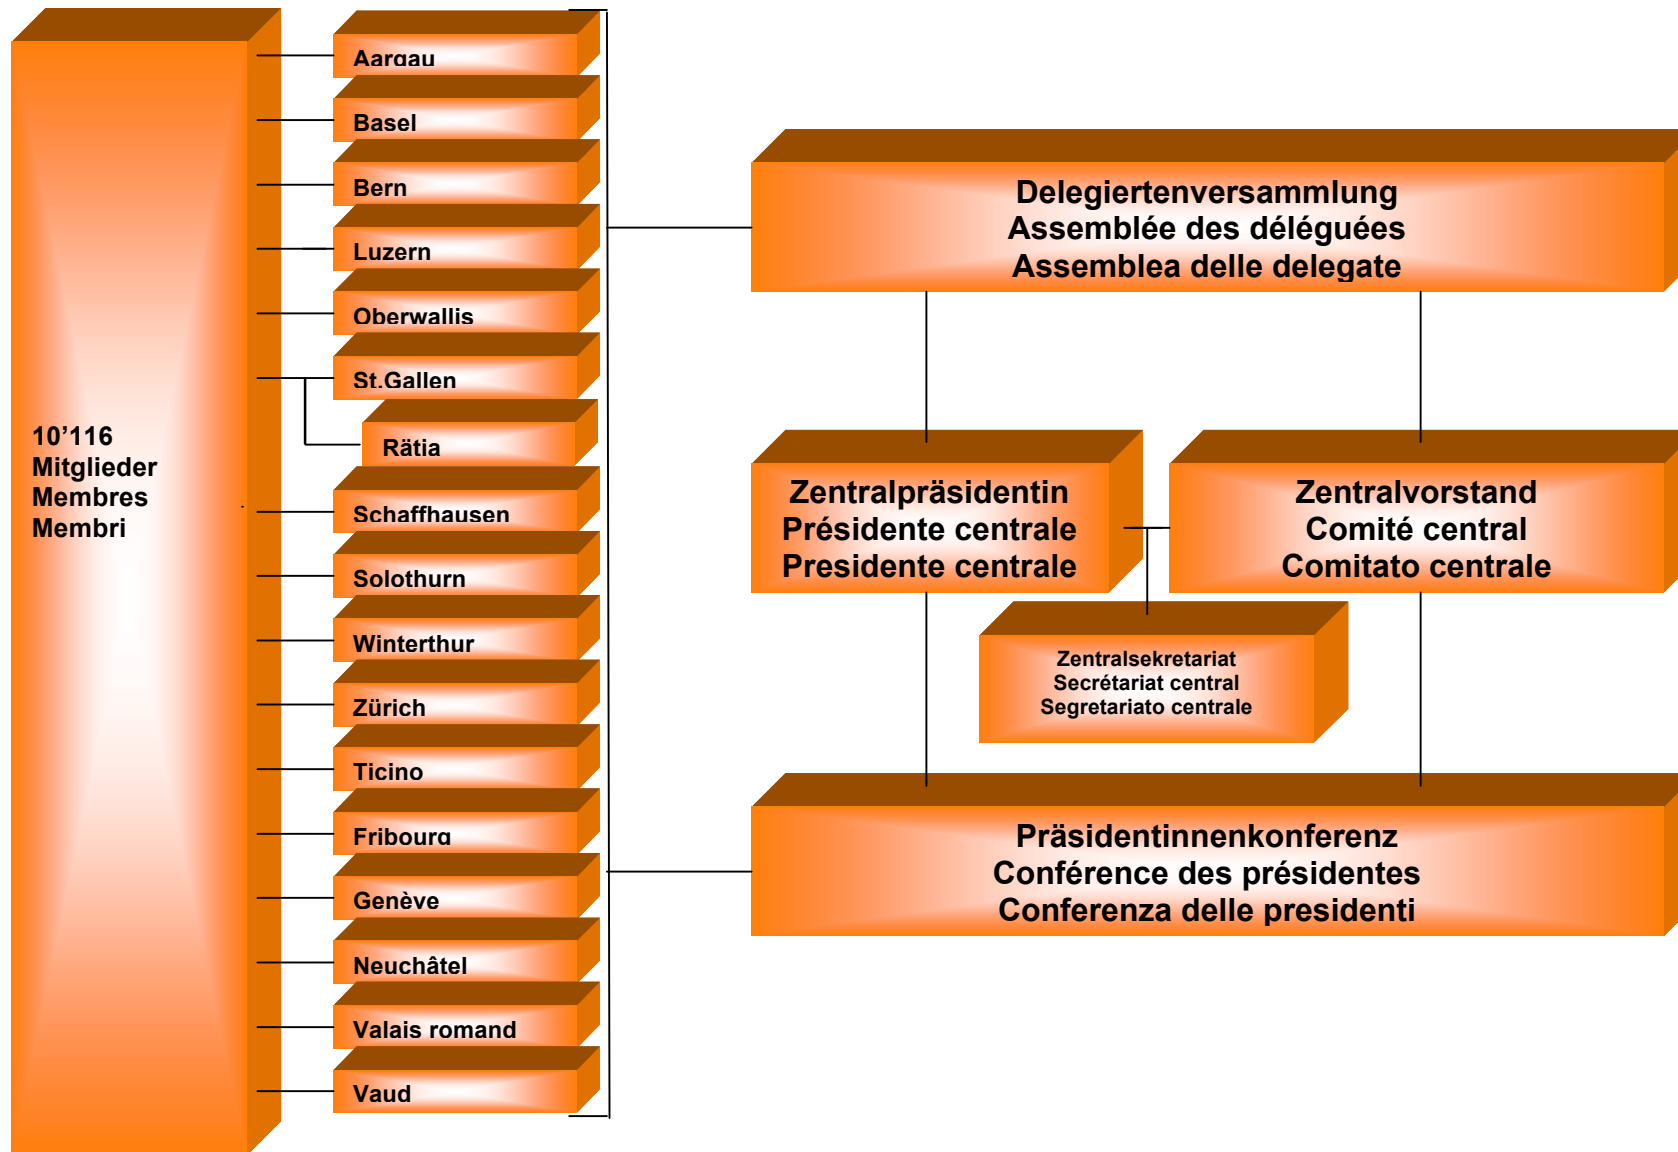 10’116
Mitglieder
Membres
Membri
Aargau
Basel
Bern
Luzern
Oberwallis
St.Gallen
Rätia
Schaffhausen
Solothurn
Winterthur
Zürich
Ticino
Fribourg
Genève
Neuchâtel
Valais romand
Vaud
Delegiertenversammlung
Assemblée des déléguées
Assemblea delle delegate
Zentralpräsidentin
Présidente centrale
Presidente centrale
Zentralvorstand
Comité central
Comitato centrale
Zentralsekretariat
Secrétariat central
Segretariato centrale
Präsidentinnenkonferenz
Conférence des présidentes
Conferenza delle presidenti